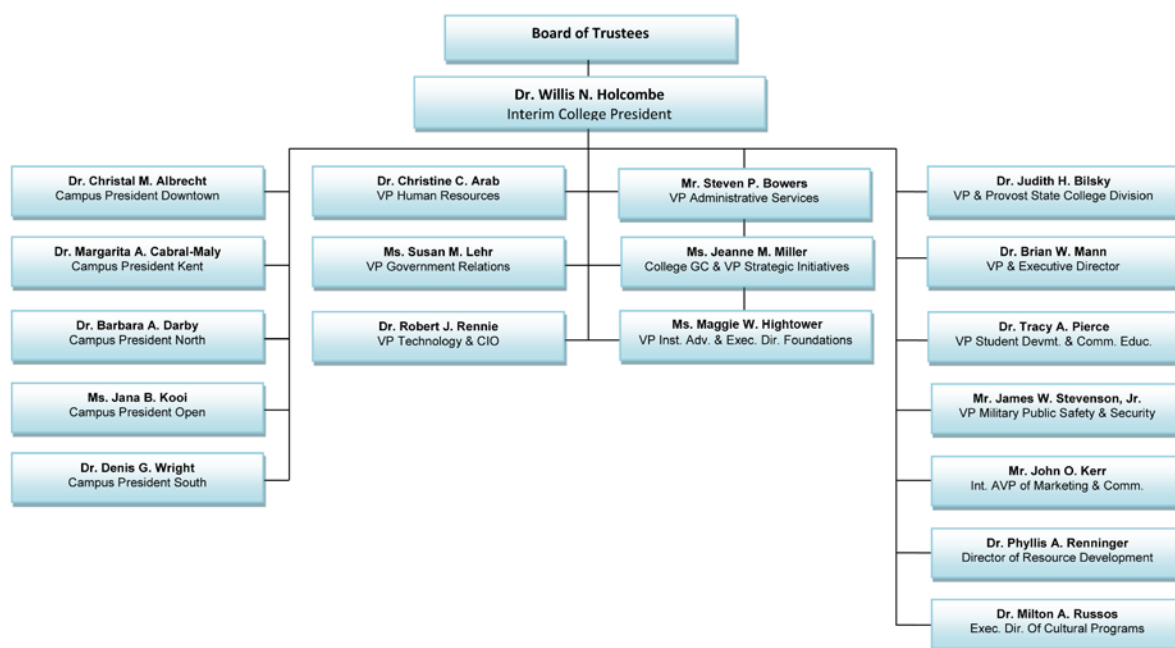 Board of Trustees
Dr. Willis N. Holcombe
Interim College President
Dr. Christal M. Albrecht
Campus President Downtown
Dr. Margarita A. Cabral-Maly
Campus President Kent
Dr. Barbara A. Darby
Campus President North
Ms. Jana B. Kooi
Campus President Open
Dr. Denis G. Wright
Campus President South
Dr. Christine C. Arab
VP Human Resources
Ms. Susan M. Lehr
VP Government Relations
Dr. Robert J. Rennie
VP Technology & CIO
Mr. Steven P. Bowers
VP Administrative Services
Ms. Jeanne M. Miller
College GC & VP Strategic Initiatives
Ms. Maggie W. Hightower
VP Inst. Adv. & Exec. Dir. Foundations
Dr. Judith H. Bilsky
VP & Provost State College Division
Dr. Brian W. Mann
VP & Executive Director
Dr. Tracy A. Pierce
VP Student Devmt. & Comm. Educ.
Mr. James W. Stevenson, Jr.
VP Military Public Safety & Security
Mr. John O. Kerr
Int. AVP of Marketing & Comm.
Dr. Phyllis A. Renninger
Director of Resource Development
Dr. Milton A. Russos
Exec. Dir. Of Cultural Programs